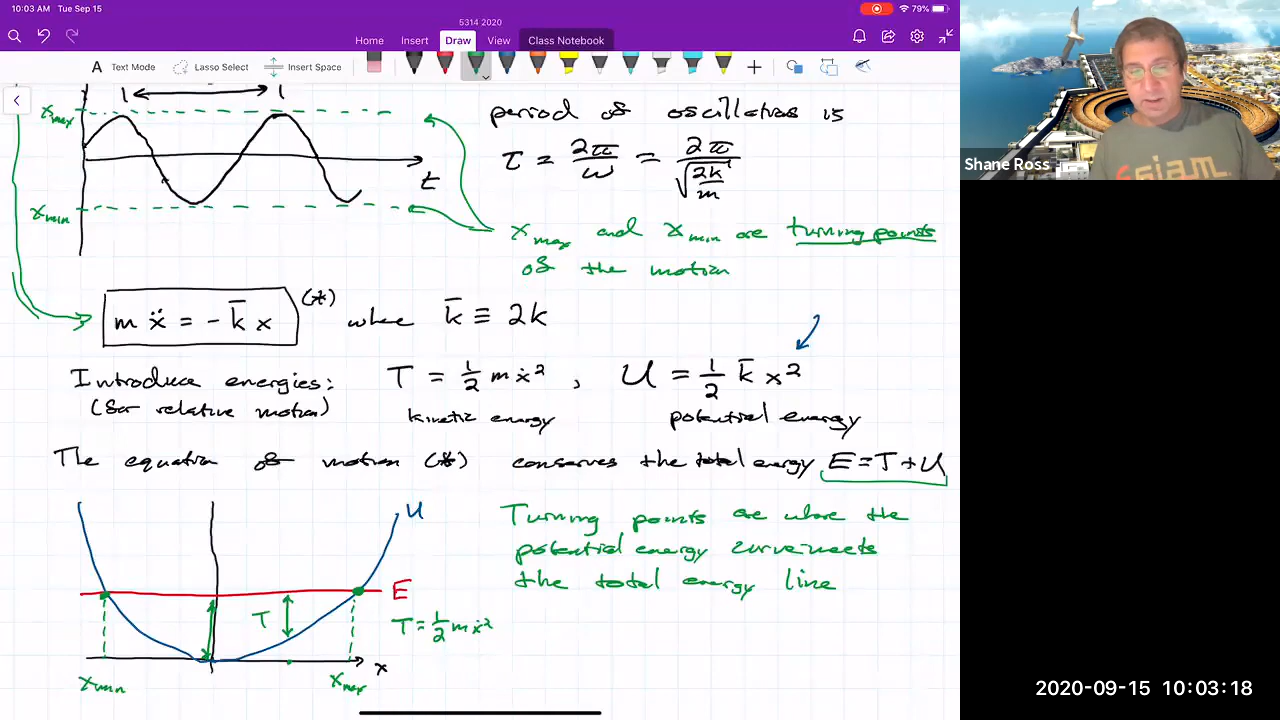 10:03 AM Tue Sep 15
79%
5314 2020
Home Insert Draw View Class Notebook
Text Mode Lasso Select Insert Space
x_max
x_min
t
period of oscillations is
τ = 2π/ω = 2π/√(2k/m)
x_max and x_min are turning points
of the motion
m ẍ = - k̄ x (*) where k̄ ≡ 2k
Introduce energies: T = 1/2 m ẋ², U = 1/2 k̄ x²
(for relative motion) kinetic energy potential energy
The equation of motion (*) conserves the total energy E = T + U
U
E
T
T = 1/2 m ẋ²
x
x_min
x_max
Turning points are where the
potential energy curve meets
the total energy line
Shane Ross
siam
2020-09-15 10:03:18